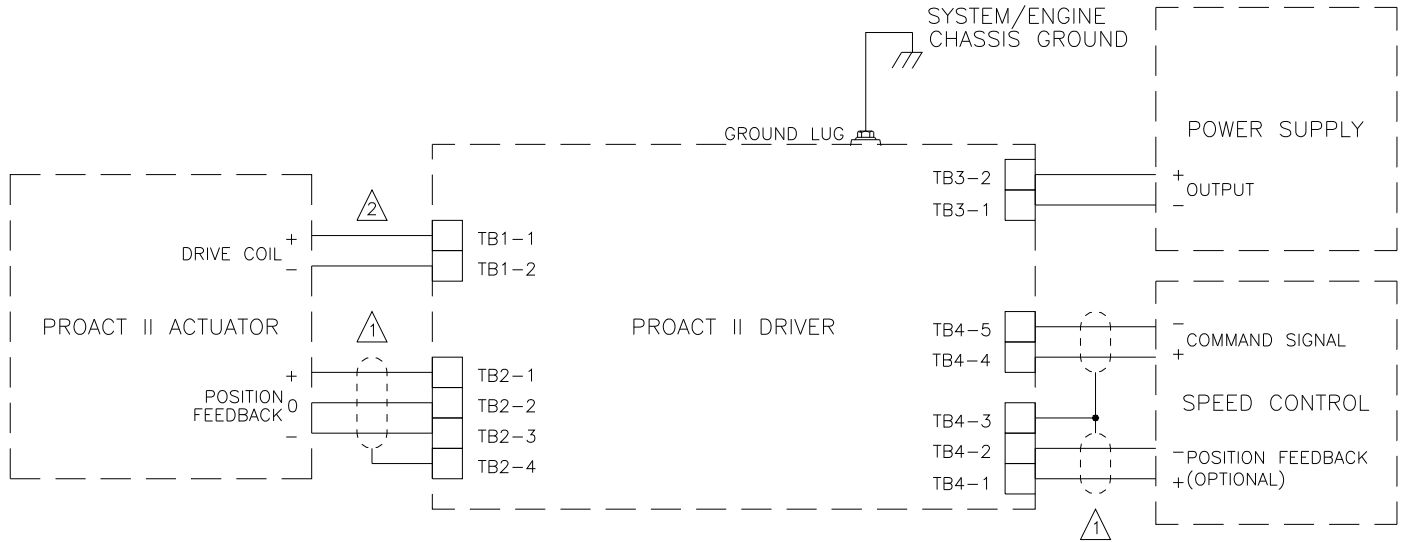 SYSTEM/ENGINE
CHASSIS GROUND
GROUND LUG
POWER SUPPLY
+
OUTPUT
−
TB3−2
TB3−1
2
+
DRIVE COIL
−
TB1−1
TB1−2
PROACT II ACTUATOR
1
PROACT II DRIVER
+
POSITION 0
FEEDBACK
−
TB2−1
TB2−2
TB2−3
TB2−4
TB4−5
TB4−4
TB4−3
TB4−2
TB4−1
−
COMMAND SIGNAL
+
SPEED CONTROL
−POSITION FEEDBACK
+(OPTIONAL)
1